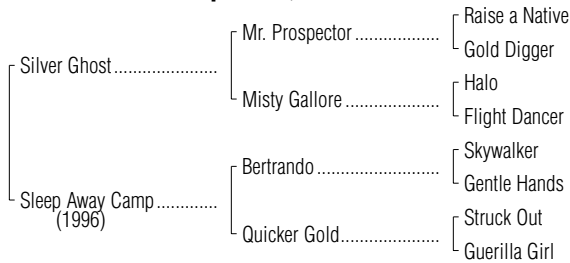 Raise a Native
Mr. Prospector
Gold Digger
Silver Ghost
Halo
Misty Gallore
Flight Dancer
Skywalker
Bertrando
Gentle Hands
Sleep Away Camp
(1996)
Struck Out
Quicker Gold
Guerilla Girl